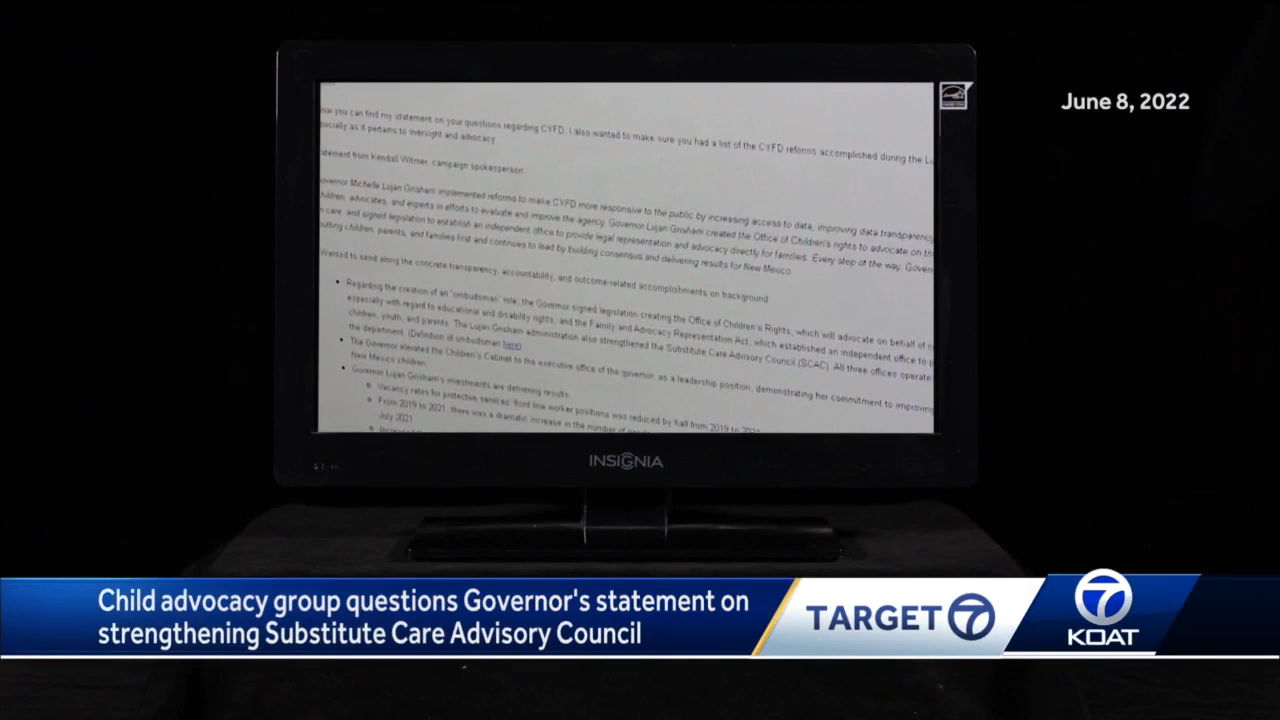 June 8, 2022
ow you can find my statement on your questions regarding CYFD. I also wanted to make sure you had a list of the CYFD reforms accomplished during the Lu
pecially as it pertains to oversight and advocacy
atement from Kendall Witmer, campaign spokesperson
overnor Michelle Lujan Grisham implemented reforms to make CYFD more responsive to the public by increasing access to data, improving data transparency
hildren, advocates, and experts in efforts to evaluate and improve the agency. Governor Lujan Grisham created the Office of Children's rights to advocate on th
n care, and signed legislation to establish an independent office to provide legal representation and advocacy directly for families. Every step of the way, Govern
utting children, parents, and families first and continues to lead by building consensus and delivering results for New Mexico
Wanted to send along the concrete transparency, accountability, and outcome-related accomplishments on background
• Regarding the creation of an "ombudsman" role, the Governor signed legislation creating the Office of Children's Rights, which will advocate on behalf of
especially with regard to educational and disability rights, and the Family and Advocacy Representation Act, which established an independent office to p
children, youth, and parents. The Lujan Grisham administration also strengthened the Substitute Care Advisory Council (SCAC). All three offices operate
the department. (Definition of ombudsman here)
• The Governor elevated the Children's Cabinet to the executive office of the governor, as a leadership position, demonstrating her commitment to improving
New Mexico children.
• Governor Lujan Grisham's investments are delivering results
Vacancy rates for protective services' front line worker positions was reduced by half from 2019 to 2021
From 2019 to 2021, there was a dramatic increase in the number of
July 2021
INSIGNIA
Child advocacy group questions Governor's statement on
strengthening Substitute Care Advisory Council
TARGET 7
7
KOAT